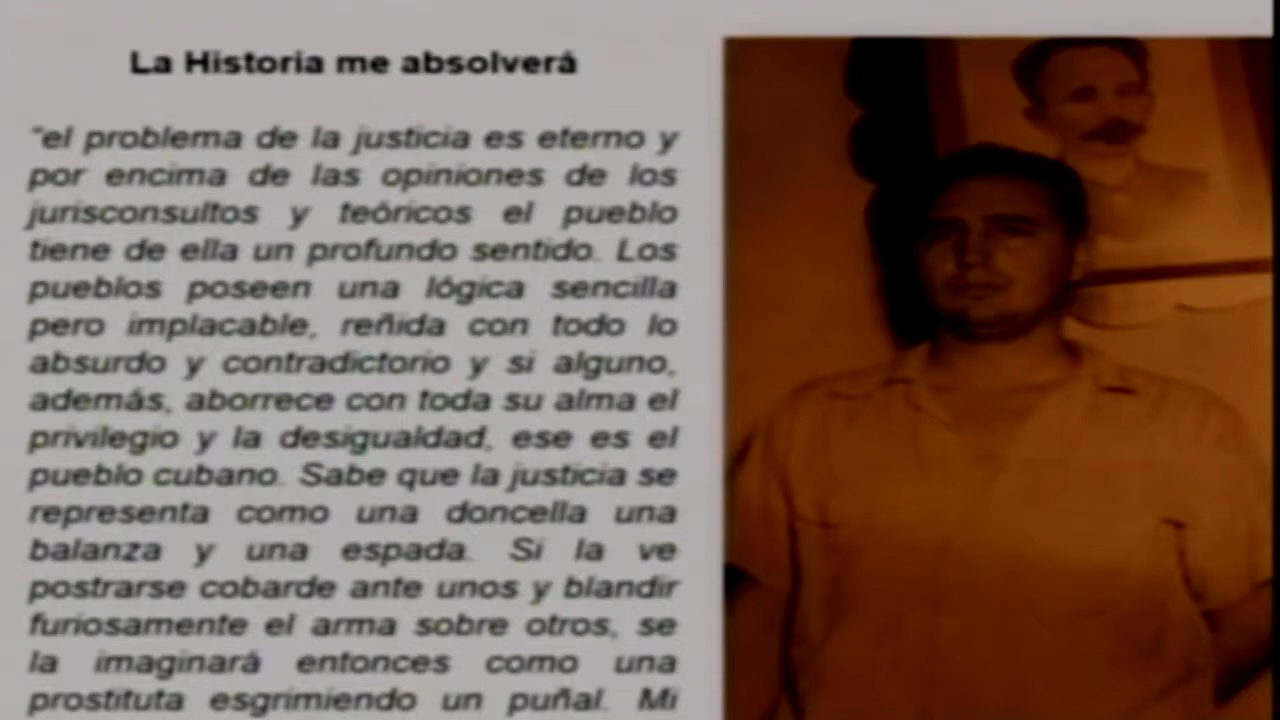 La Historia me absolverá
"el problema de la justicia es eterno y
por encima de las opiniones de los
jurisconsultos y teóricos el pueblo
tiene de ella un profundo sentido. Los
pueblos poseen una lógica sencilla
pero implacable, reñida con todo lo
absurdo y contradictorio y si alguno,
además, aborrece con toda su alma el
privilegio y la desigualdad, ese es el
pueblo cubano. Sabe que la justicia se
representa como una doncella una
balanza y una espada. Si la ve
postrarse cobarde ante unos y blandir
furiosamente el arma sobre otros, se
la imaginará entonces como una
prostituta esgrimiendo un puñal. Mi